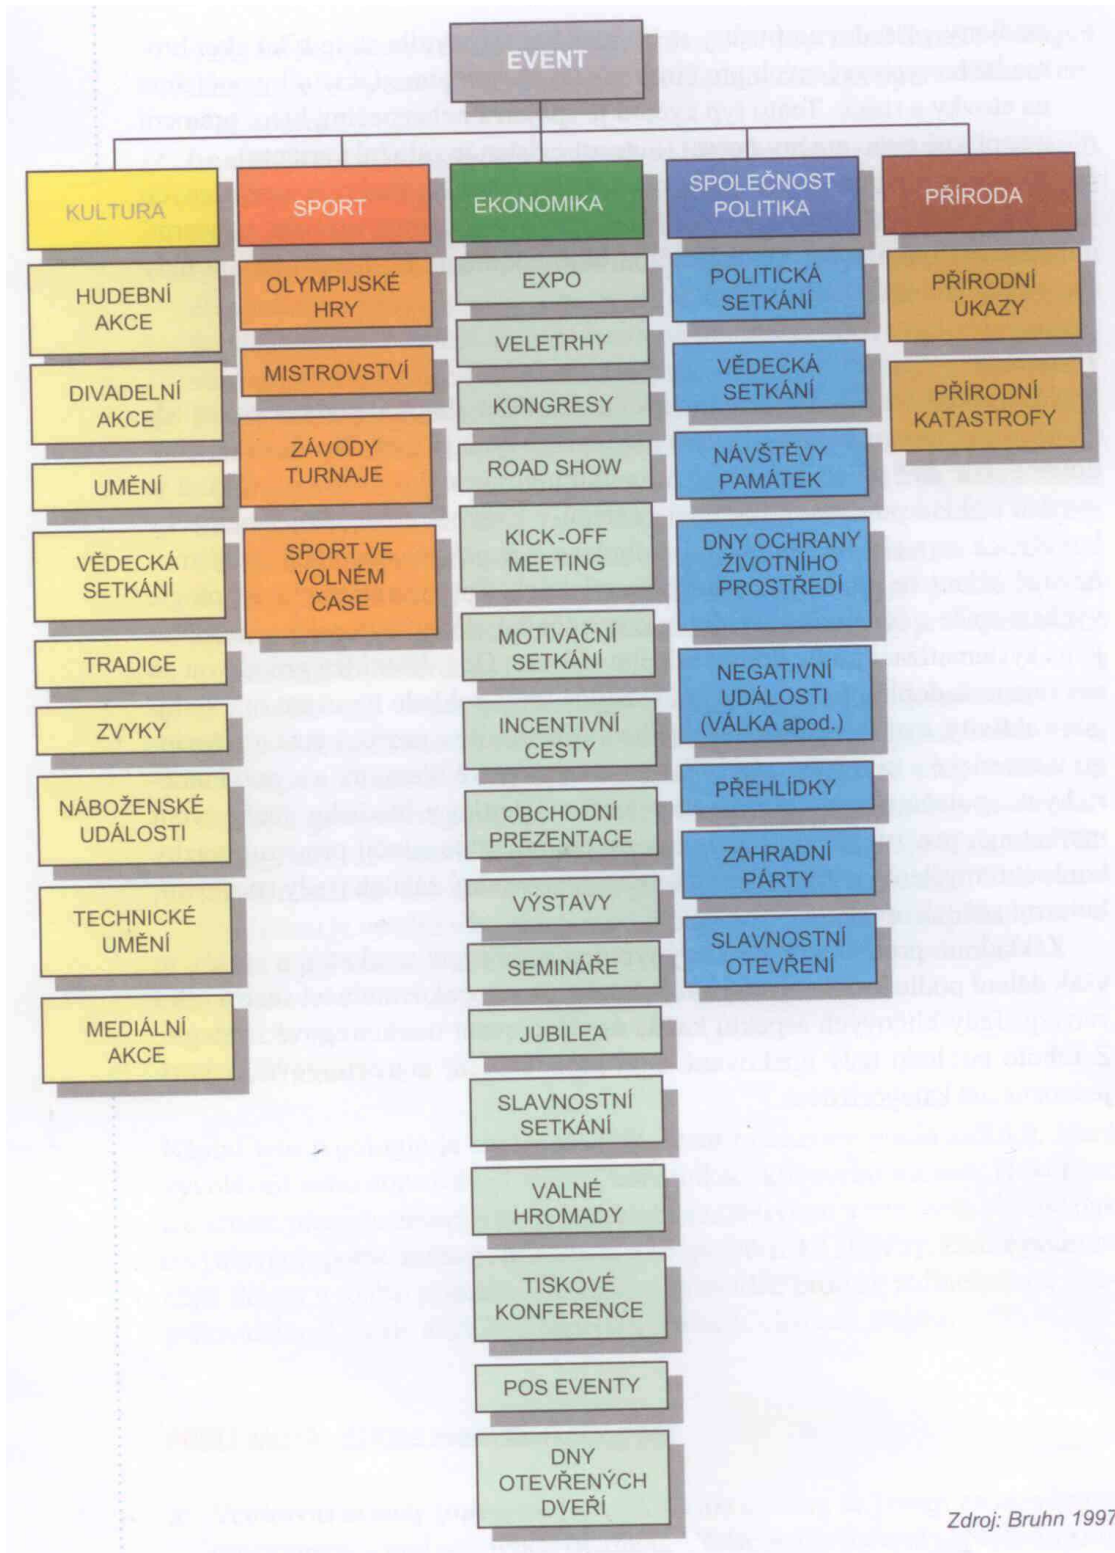 EVENT
KULTURA
HUDEBNÍ
AKCE
DIVADELNÍ
AKCE
UMĚNÍ
VĚDECKÁ
SETKÁNÍ
TRADICE
ZVYKY
NÁBOŽENSKÉ
UDÁLOSTI
TECHNICKÉ
UMĚNÍ
MEDIÁLNÍ
AKCE
SPORT
OLYMPIJSKÉ
HRY
MISTROVSTVÍ
ZÁVODY
TURNAJE
SPORT VE
VOLNÉM
ČASE
EKONOMIKA
EXPO
VELETRHY
KONGRESY
ROAD SHOW
KICK-OFF
MEETING
MOTIVAČNÍ
SETKÁNÍ
INCENTIVNÍ
CESTY
OBCHODNÍ
PREZENTACE
VÝSTAVY
SEMINÁŘE
JUBILEA
SLAVNOSTNÍ
SETKÁNÍ
VALNÉ
HROMADY
TISKOVÉ
KONFERENCE
POS EVENTY
DNY
OTEVŘENÝCH
DVEŘÍ
SPOLEČNOST
POLITIKA
POLITICKÁ
SETKÁNÍ
VĚDECKÁ
SETKÁNÍ
NÁVŠTĚVY
PAMÁTEK
DNY OCHRANY
ŽIVOTNÍHO
PROSTŘEDÍ
NEGATIVNÍ
UDÁLOSTI
(VÁLKA apod.)
PŘEHLÍDKY
ZAHRADNÍ
PÁRTY
SLAVNOSTNÍ
OTEVŘENÍ
PŘÍRODA
PŘÍRODNÍ
ÚKAZY
PŘÍRODNÍ
KATASTROFY
Zdroj: Bruhn 1997